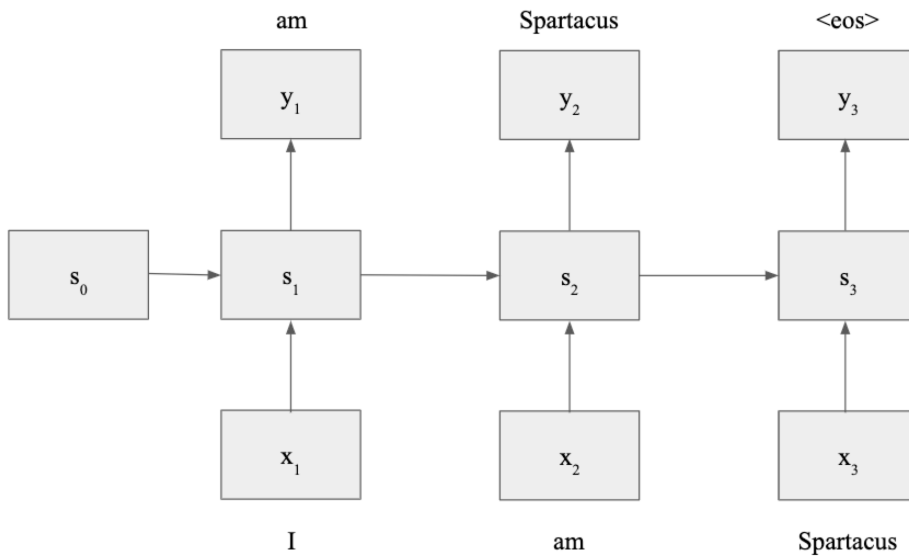 am Spartacus <eos>
y₁ y₂ y₃
s₀ s₁ s₂ s₃
x₁ x₂ x₃
I am Spartacus